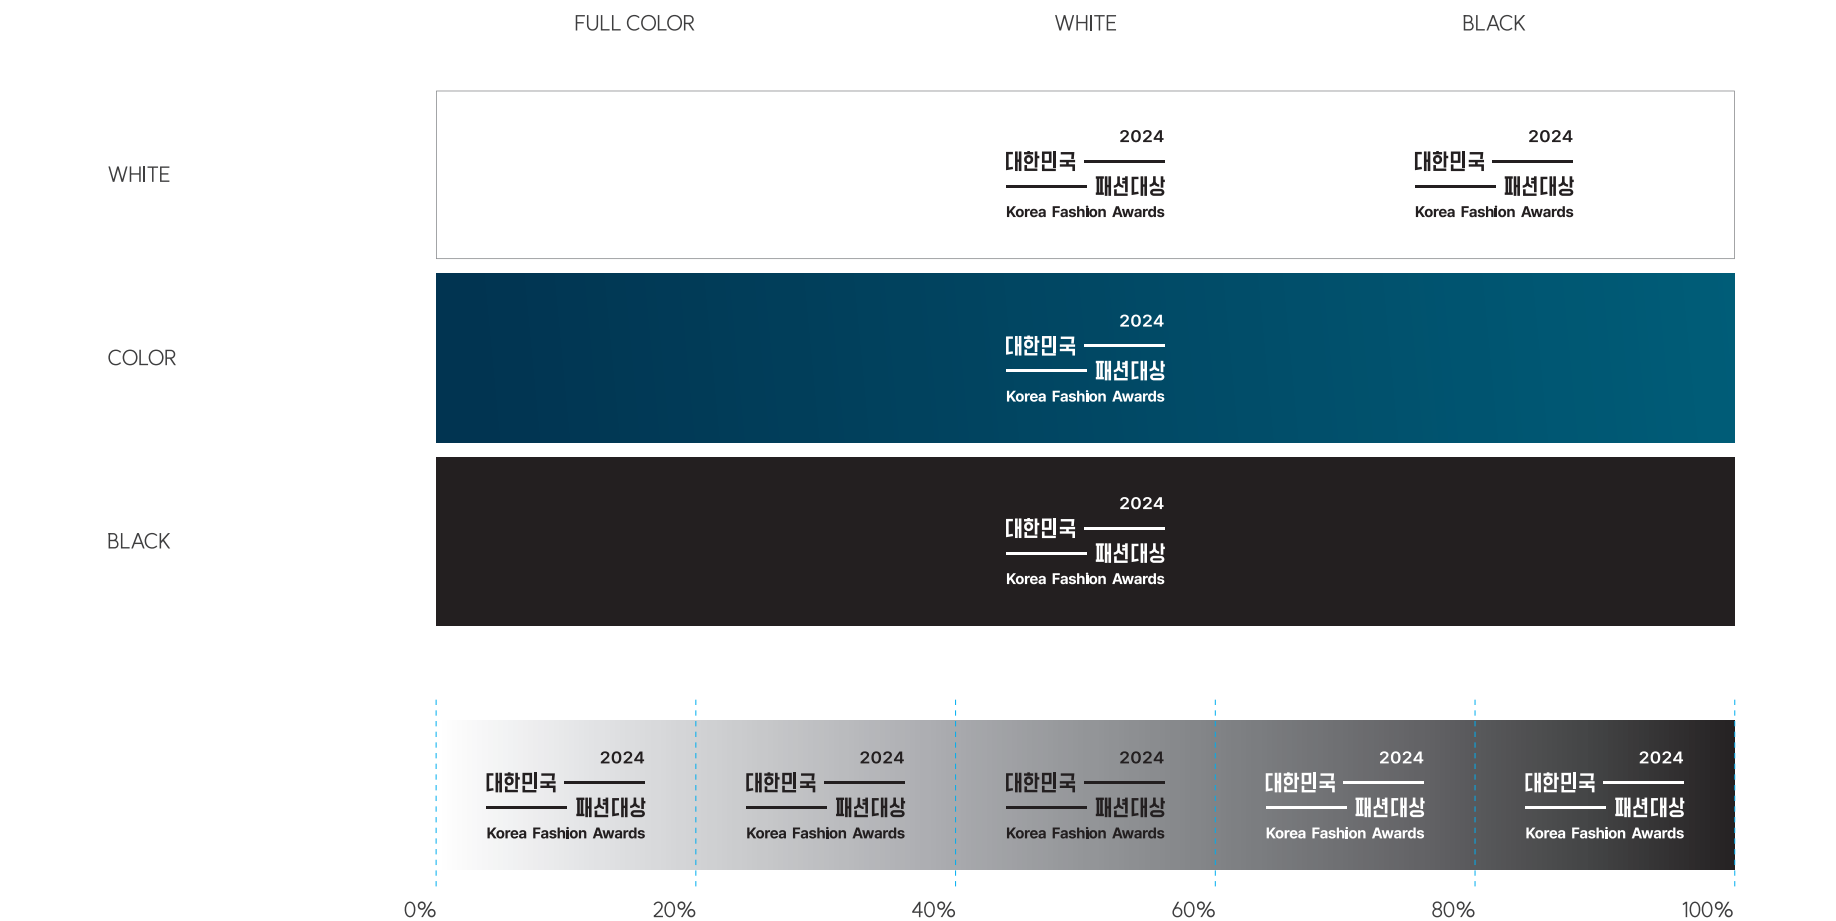 FULL COLOR WHITE BLACK
WHITE
2024
대한민국
패션대상
Korea Fashion Awards
2024
대한민국
패션대상
Korea Fashion Awards
COLOR
2024
대한민국
패션대상
Korea Fashion Awards
BLACK
2024
대한민국
패션대상
Korea Fashion Awards
2024
대한민국
패션대상
Korea Fashion Awards
2024
대한민국
패션대상
Korea Fashion Awards
2024
대한민국
패션대상
Korea Fashion Awards
2024
대한민국
패션대상
Korea Fashion Awards
2024
대한민국
패션대상
Korea Fashion Awards
0% 20% 40% 60% 80% 100%